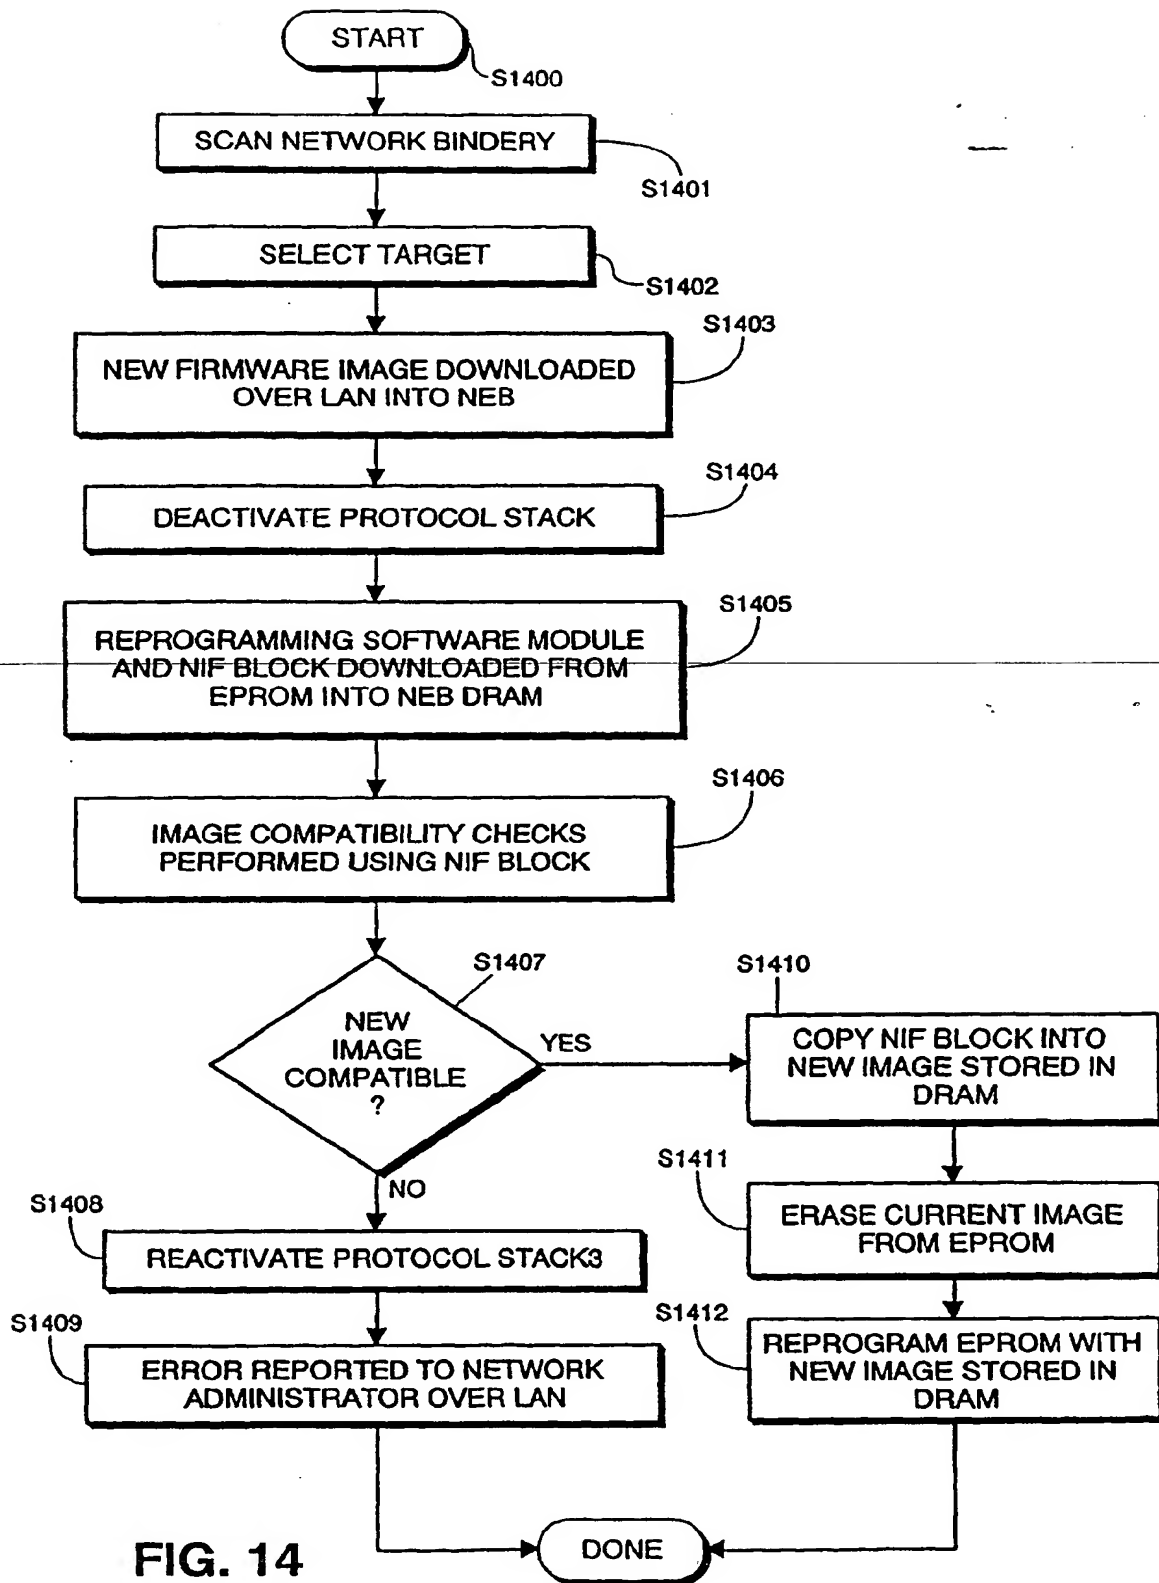 START
S1400
SCAN NETWORK BINDERY
S1401
SELECT TARGET
S1402
S1403
NEW FIRMWARE IMAGE DOWNLOADED
OVER LAN INTO NEB
S1404
DEACTIVATE PROTOCOL STACK
S1405
REPROGRAMMING SOFTWARE MODULE
AND NIF BLOCK DOWNLOADED FROM
EPROM INTO NEB DRAM
S1406
IMAGE COMPATIBILITY CHECKS
PERFORMED USING NIF BLOCK
S1407
NEW
IMAGE
COMPATIBLE
?
YES
NO
S1408
REACTIVATE PROTOCOL STACK3
S1409
ERROR REPORTED TO NETWORK
ADMINISTRATOR OVER LAN
S1410
COPY NIF BLOCK INTO
NEW IMAGE STORED IN
DRAM
S1411
ERASE CURRENT IMAGE
FROM EPROM
S1412
REPROGRAM EPROM WITH
NEW IMAGE STORED IN
DRAM
DONE
FIG. 14